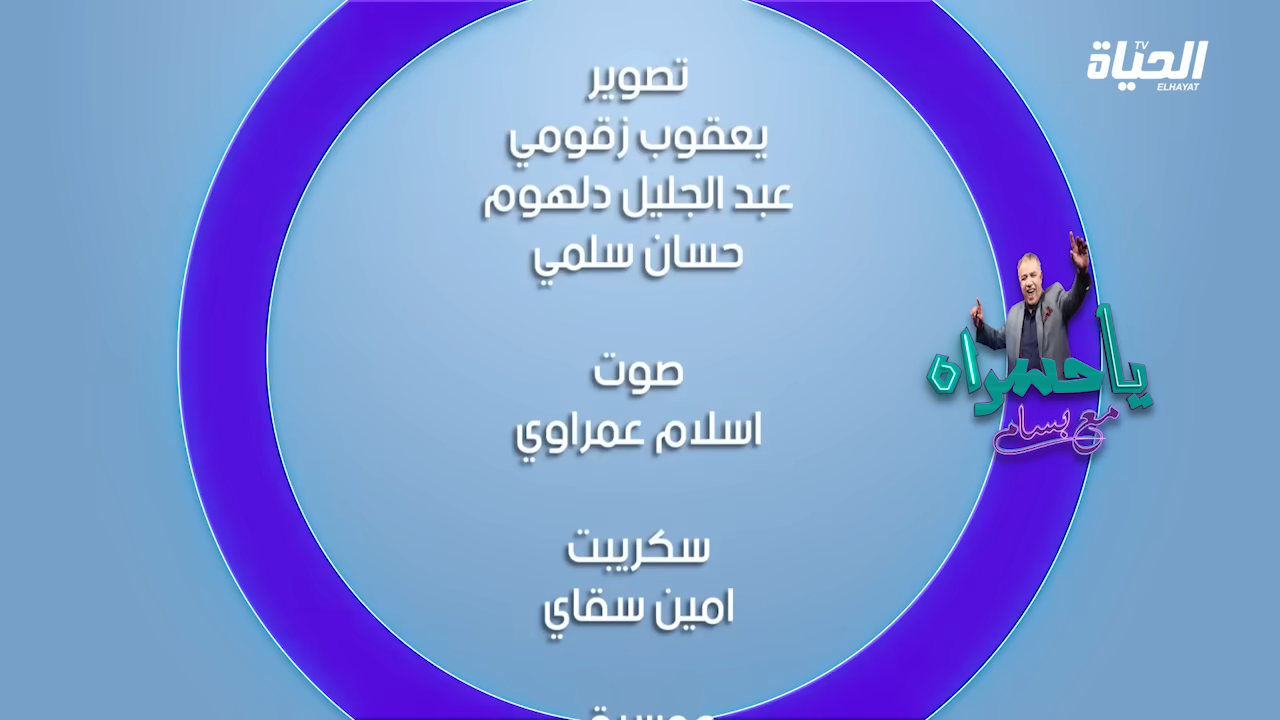 تصوير
يعقوب زقومي
عبد الجليل دلهوم
حسان سلمي
صوت
اسلام عمراوي
سكريبت
امين سقاي
الحياة TV
ELHAYAT
ياحسراه
مع بسام